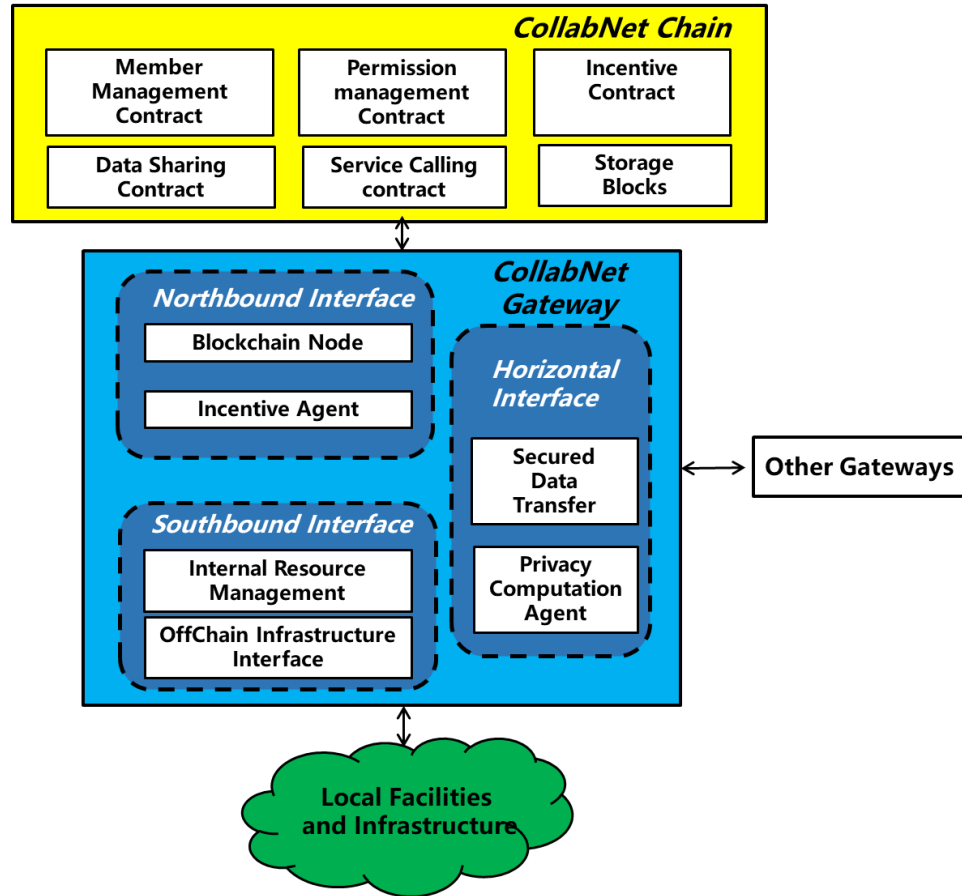 CollabNet Chain
Member
Management
Contract
Permission
management
Contract
Incentive
Contract
Data Sharing
Contract
Service Calling
contract
Storage
Blocks
CollabNet
Gateway
Northbound Interface
Blockchain Node
Incentive Agent
Horizontal
Interface
Secured
Data
Transfer
Privacy
Computation
Agent
Southbound Interface
Internal Resource
Management
OffChain Infrastructure
Interface
Other Gateways
Local Facilities
and Infrastructure